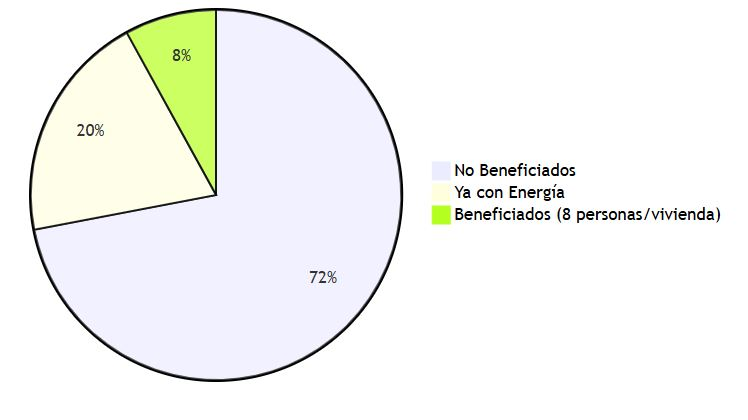 8%
20%
72%
No Beneficiados
Ya con Energía
Beneficiados (8 personas/vivienda)